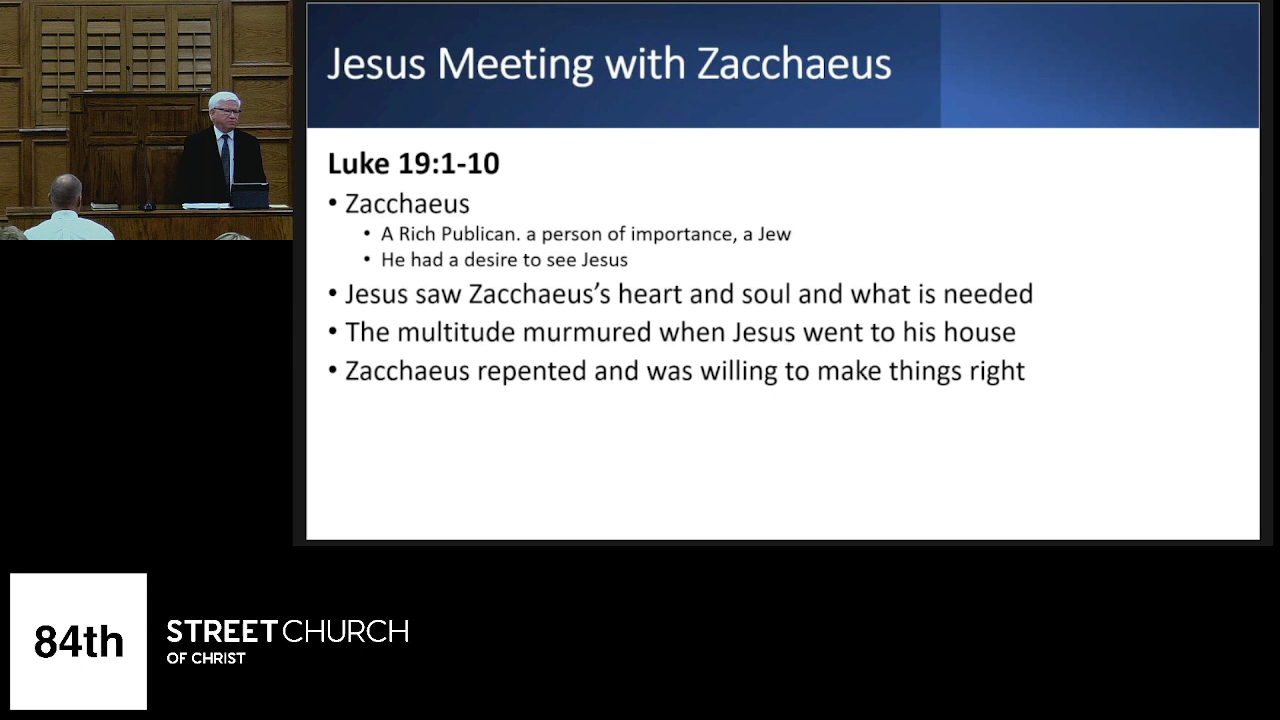 Jesus Meeting with Zacchaeus
Luke 19:1-10
• Zacchaeus
• A Rich Publican. a person of importance, a Jew
• He had a desire to see Jesus
• Jesus saw Zacchaeus’s heart and soul and what is needed
• The multitude murmured when Jesus went to his house
• Zacchaeus repented and was willing to make things right
84th
STREET CHURCH
OF CHRIST